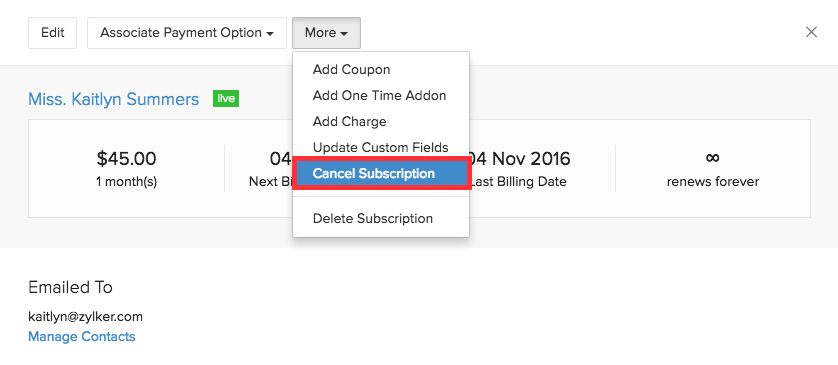 Edit
Associate Payment Option
More
Add Coupon
Add One Time Addon
Add Charge
Update Custom Fields
Cancel Subscription
Delete Subscription
Miss. Kaitlyn Summers live
$45.00
1 month(s)
04
Next Bi
04 Nov 2016
Last Billing Date
∞
renews forever
Emailed To
kaitlyn@zylker.com
Manage Contacts